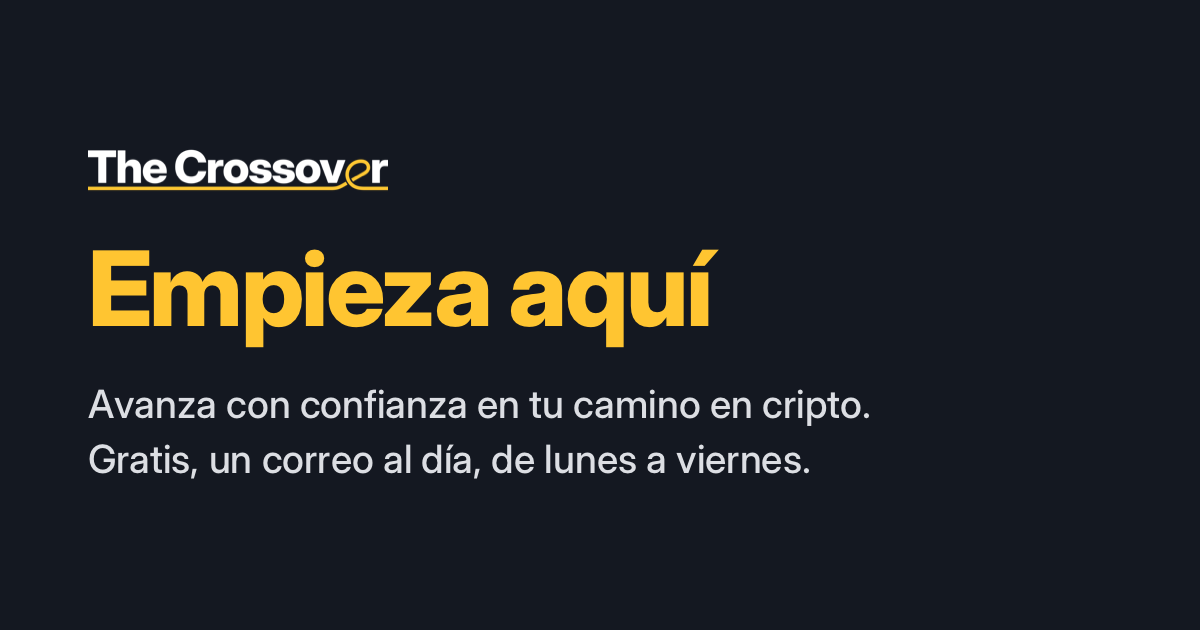 The Crossover
Empieza aquí
Avanza con confianza en tu camino en cripto.
Gratis, un correo al día, de lunes a viernes.